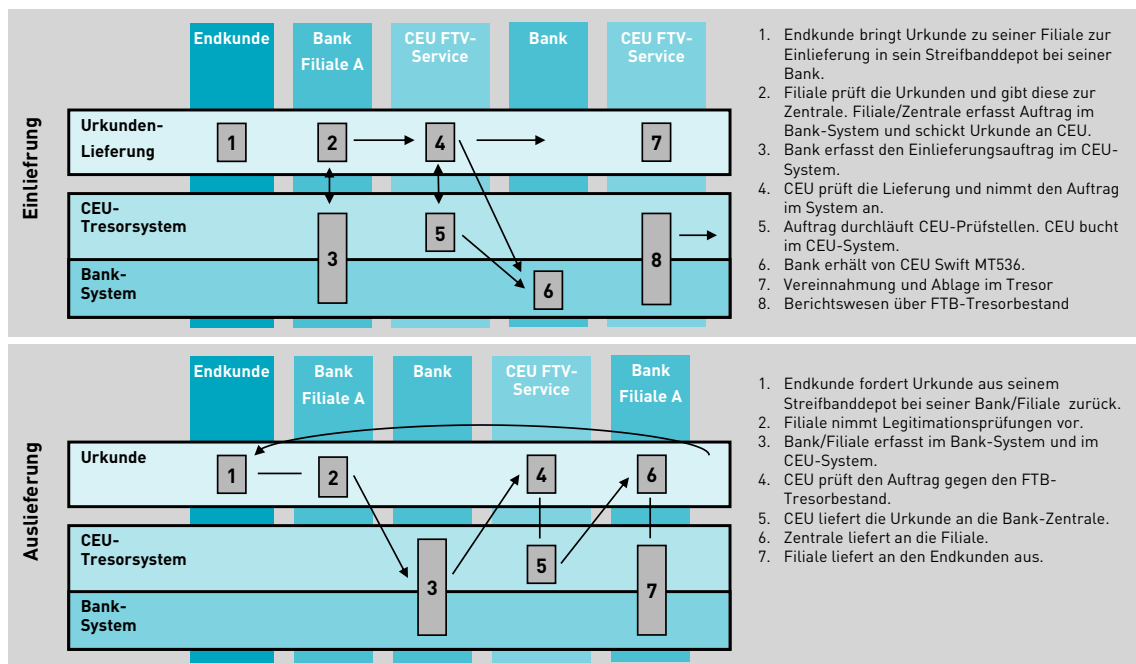 Einliefrung
Endkunde
Bank
Filiale A
CEU FTV-
Service
Bank
CEU FTV-
Service
Urkunden-
Lieferung
1
2
4
7
CEU-
Tresorsystem
3
5
8
Bank-
System
6
1. Endkunde bringt Urkunde zu seiner Filiale zur
Einlieferung in sein Streifbanddepot bei seiner
Bank.
2. Filiale prüft die Urkunden und gibt diese zur
Zentrale. Filiale/Zentrale erfasst Auftrag im
Bank-System und schickt Urkunde an CEU.
3. Bank erfasst den Einlieferungsauftrag im CEU-
System.
4. CEU prüft die Lieferung und nimmt den Auftrag
im System an.
5. Auftrag durchläuft CEU-Prüfstellen. CEU bucht
im CEU-System.
6. Bank erhält von CEU Swift MT536.
7. Vereinnahmung und Ablage im Tresor
8. Berichtswesen über FTB-Tresorbestand
Auslieferung
Endkunde
Bank
Filiale A
Bank
CEU FTV-
Service
Bank
Filiale A
Urkunde
1
2
4
6
CEU-
Tresorsystem
3
5
7
Bank-
System
1. Endkunde fordert Urkunde aus seinem
Streifbanddepot bei seiner Bank/Filiale zurück.
2. Filiale nimmt Legitimationsprüfungen vor.
3. Bank/Filiale erfasst im Bank-System und im
CEU-System.
4. CEU prüft den Auftrag gegen den FTB-
Tresorbestand.
5. CEU liefert die Urkunde an die Bank-Zentrale.
6. Zentrale liefert an die Filiale.
7. Filiale liefert an den Endkunden aus.